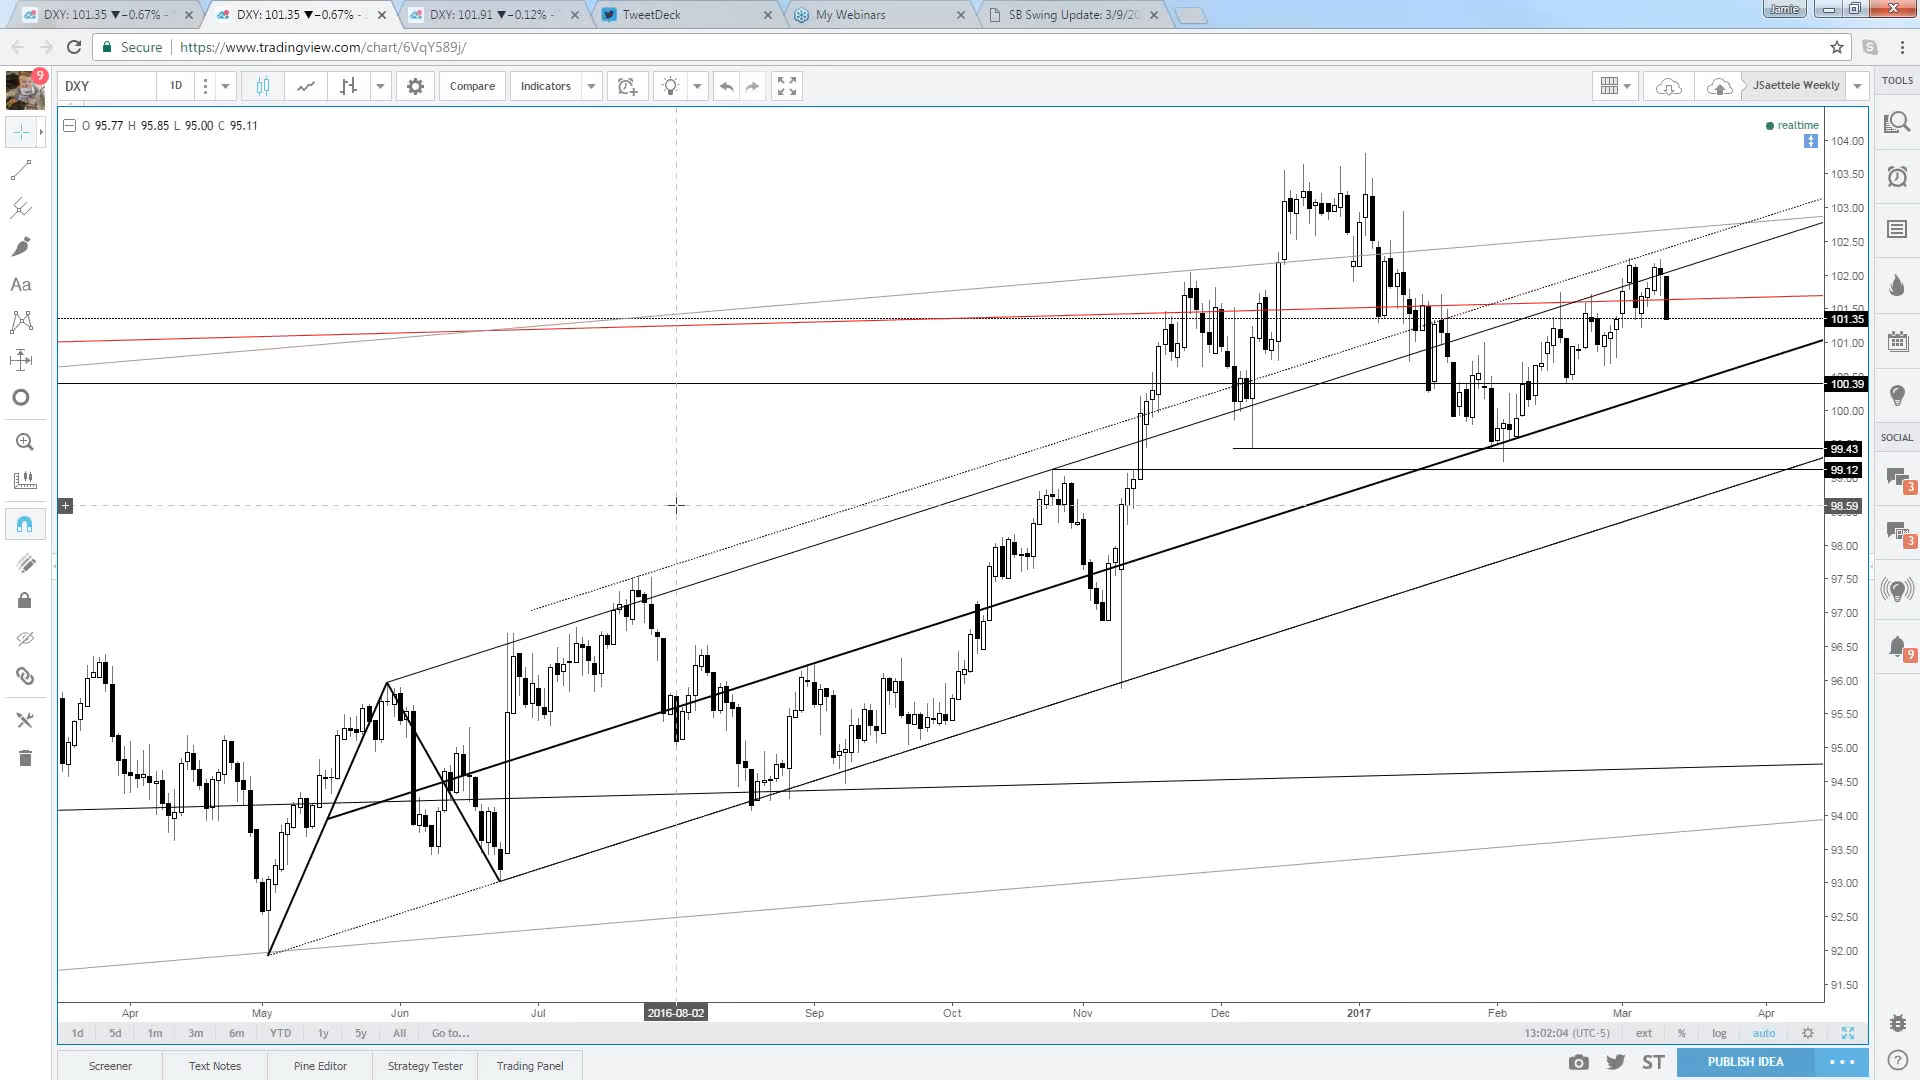 DXY: 101.35 ▼−0.67% -
DXY: 101.35 ▼−0.67% -
DXY: 101.91 ▼−0.12% -
TweetDeck
My Webinars
SB Swing Update: 3/9/20
Jamie
Secure
https://www.tradingview.com/chart/6VqY589j/
9
DXY
1D
Compare
Indicators
JSaettele Weekly
TOOLS
O 95.77 H 95.85 L 95.00 C 95.11
realtime
104.00
103.50
103.00
102.50
102.00
101.35
101.00
100.39
100.00
99.43
99.12
98.59
98.00
97.50
97.00
96.50
96.00
95.50
95.00
94.50
94.00
93.50
93.00
92.50
92.00
91.50
Aa
SOCIAL
3
3
9
Apr
May
Jun
Jul
2016-08-02
Sep
Oct
Nov
Dec
2017
Feb
Mar
Apr
1d 5d 1m 3m 6m YTD 1y 5y All Go to...
13:02:04 (UTC-5) ext % log auto
Screener
Text Notes
Pine Editor
Strategy Tester
Trading Panel
ST
PUBLISH IDEA